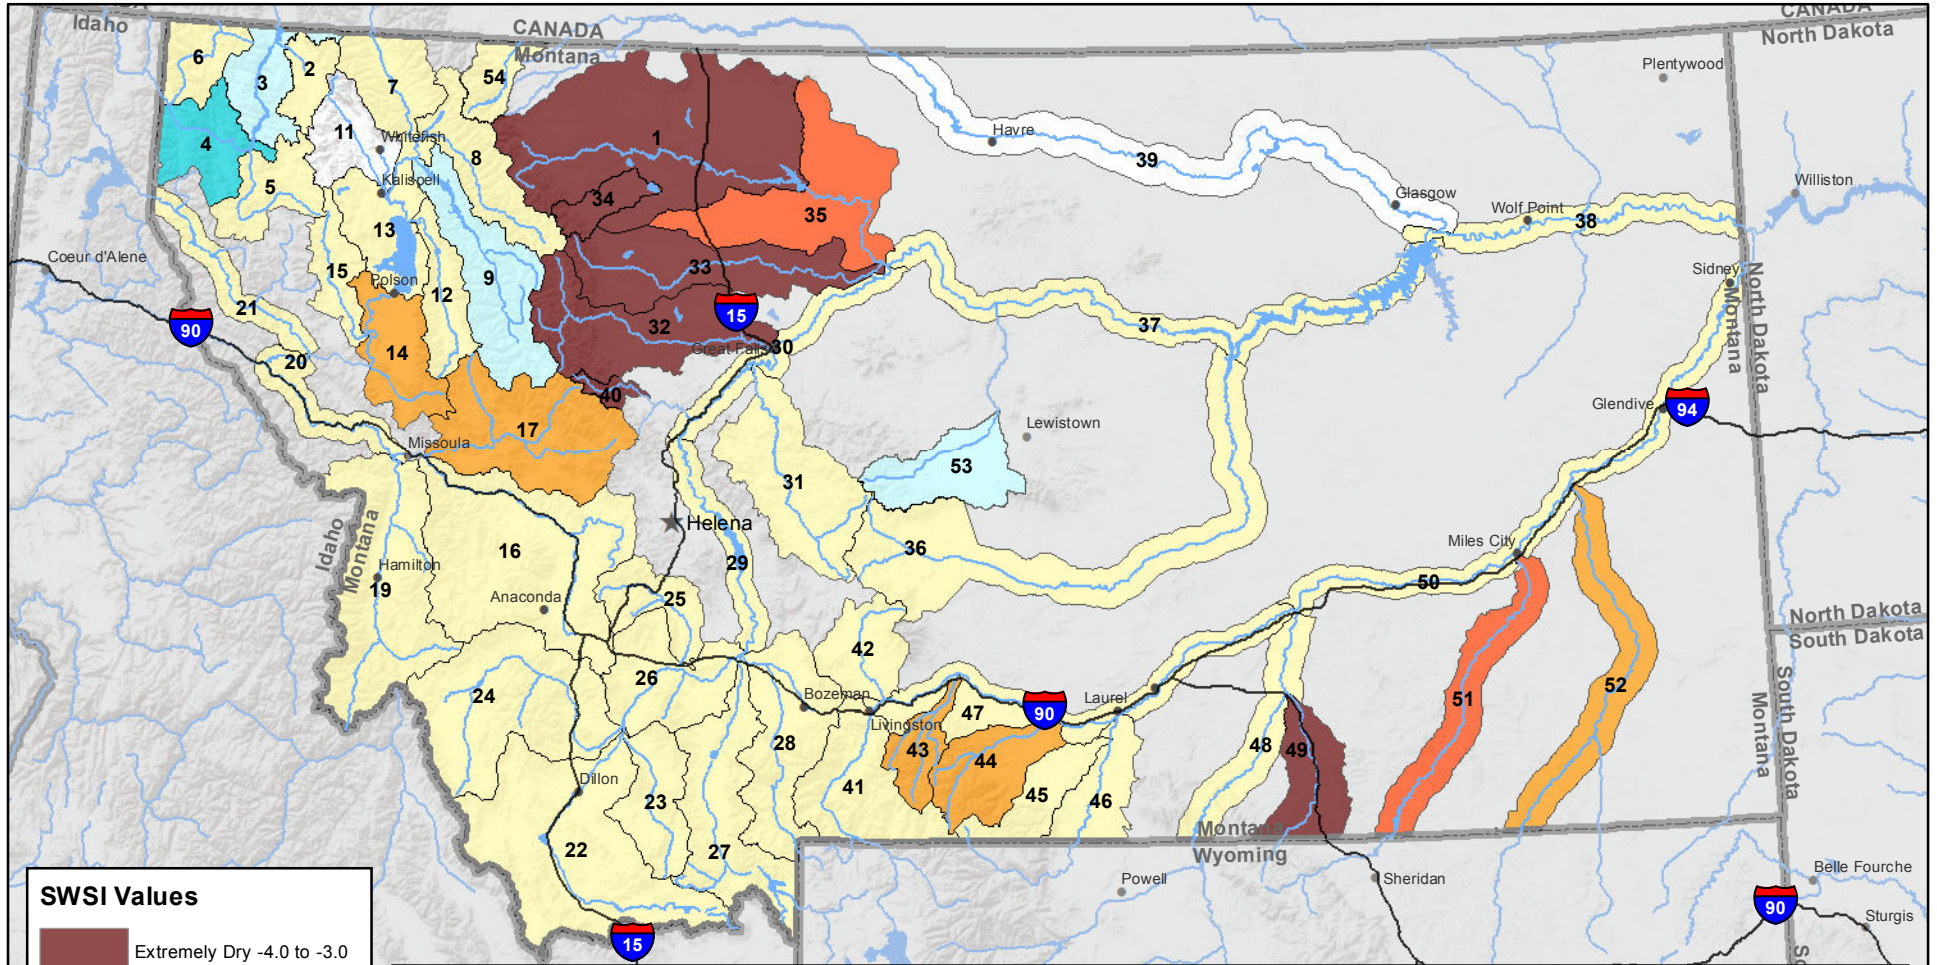 CANADA
Idaho
CANADA
Montana
CANADA
North Dakota
6
3
2
7
54
Plentywood
4
11
Whitefish
8
1
Havre
39
5
Kalispell
34
Glasgow
Williston
13
35
Wolf Point
38
Coeur d'Alene
15
Polson
12
9
33
Sidney
North Dakota
Montana
21
90
15
32
37
20
14
Great Falls
30
40
Glendive
94
17
Missoula
Lewistown
53
31
Helena
Idaho
Montana
16
36
Miles City
29
Hamilton
19
Anaconda
25
50
North Dakota
South Dakota
42
26
24
Bozeman
Livingston
47
90
Laurel
51
52
South Dakota
Montana
28
43
44
48
49
Dillon
23
41
45
46
22
27
Montana
Wyoming
Powell
Sheridan
Belle Fourche
90
Sturgis
15
So
SWSI Values
Extremely Dry -4.0 to -3.0